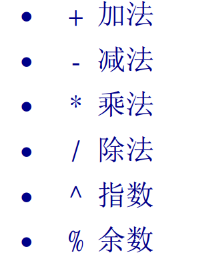 • + 加法
• - 减法
• * 乘法
• / 除法
• ^ 指数
• % 余数